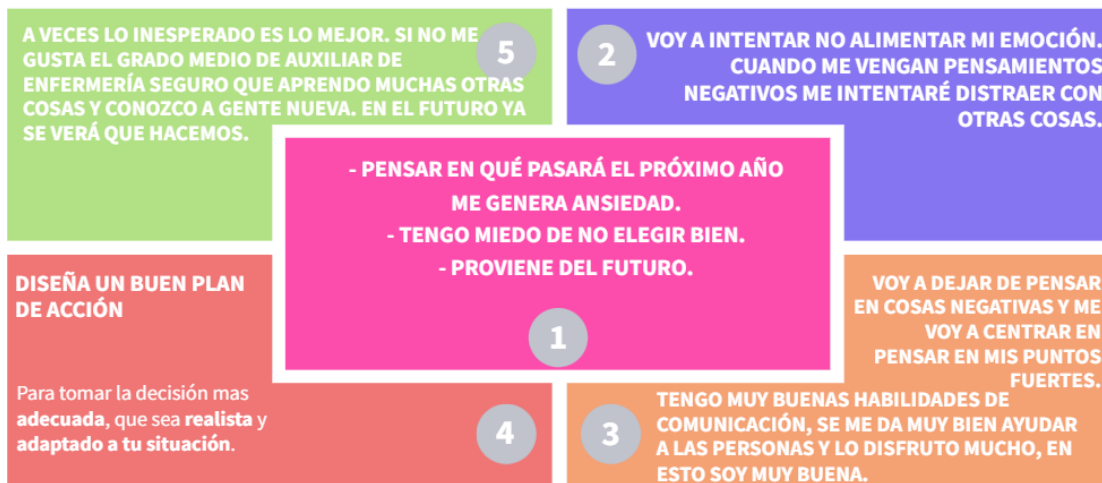 A VECES LO INESPERADO ES LO MEJOR. SI NO ME
GUSTA EL GRADO MEDIO DE AUXILIAR DE
ENFERMERÍA SEGURO QUE APRENDO MUCHAS OTRAS
COSAS Y CONOZCO A GENTE NUEVA. EN EL FUTURO YA
SE VERÁ QUE HACEMOS.
5
2
VOY A INTENTAR NO ALIMENTAR MI EMOCIÓN.
CUANDO ME VENGAN PENSAMIENTOS
NEGATIVOS ME INTENTARÉ DISTRAER CON
OTRAS COSAS.
- PENSAR EN QUÉ PASARÁ EL PRÓXIMO AÑO
ME GENERA ANSIEDAD.
- TENGO MIEDO DE NO ELEGIR BIEN.
- PROVIENE DEL FUTURO.
1
DISEÑA UN BUEN PLAN
DE ACCIÓN
Para tomar la decisión mas
adecuada, que sea realista y
adaptado a tu situación.
4
VOY A DEJAR DE PENSAR
EN COSAS NEGATIVAS Y ME
VOY A CENTRAR EN
PENSAR EN MIS PUNTOS
FUERTES.
3
TENGO MUY BUENAS HABILIDADES DE
COMUNICACIÓN, SE ME DA MUY BIEN AYUDAR
A LAS PERSONAS Y LO DISFRUTO MUCHO, EN
ESTO SOY MUY BUENA.